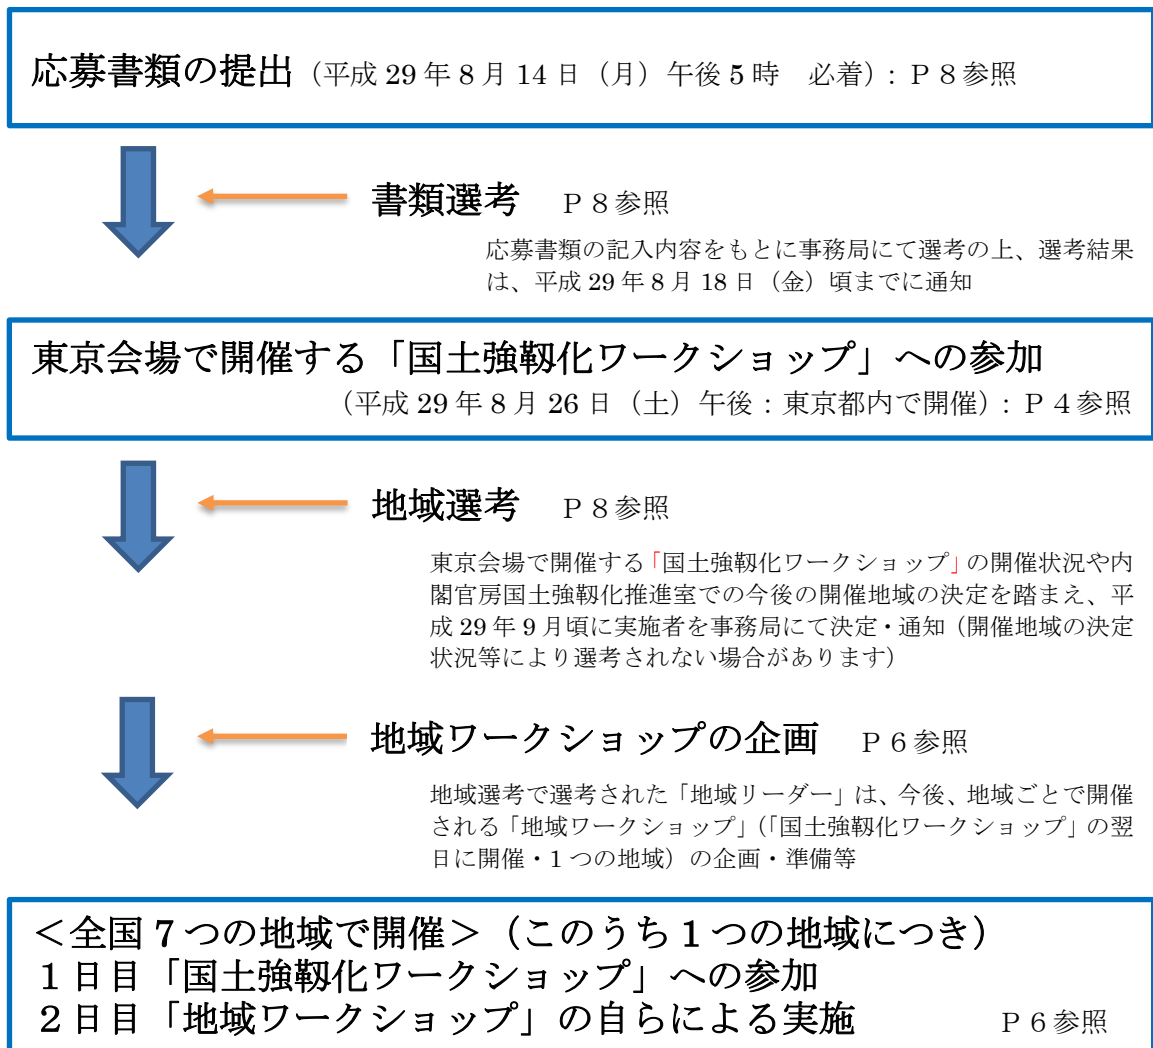 応募書類の提出(平成 29 年 8 月 14 日(月)午後 5 時　必着):P8参照
書類選考　P8参照
応募書類の記入内容をもとに事務局にて選考の上、選考結果
は、平成 29 年 8 月 18 日(金)頃までに通知
東京会場で開催する「国土強靱化ワークショップ」への参加
(平成 29 年 8 月 26 日(土)午後:東京都内で開催):P4参照
地域選考　P8参照
東京会場で開催する「国土強靱化ワークショップ」の開催状況や内
閣官房国土強靱化推進室での今後の開催地域の決定を踏まえ、平
成 29 年 9 月頃に実施者を事務局にて決定・通知(開催地域の決定
状況等により選考されない場合があります)
地域ワークショップの企画　P6参照
地域選考で選考された「地域リーダー」は、今後、地域ごとで開催
される「地域ワークショップ」(「国土強靱化ワークショップ」の翌
日に開催・1 つの地域)の企画・準備等
<全国 7 つの地域で開催>(このうち 1 つの地域につき)
1日目「国土強靱化ワークショップ」への参加
2日目「地域ワークショップ」の自らによる実施　P6参照